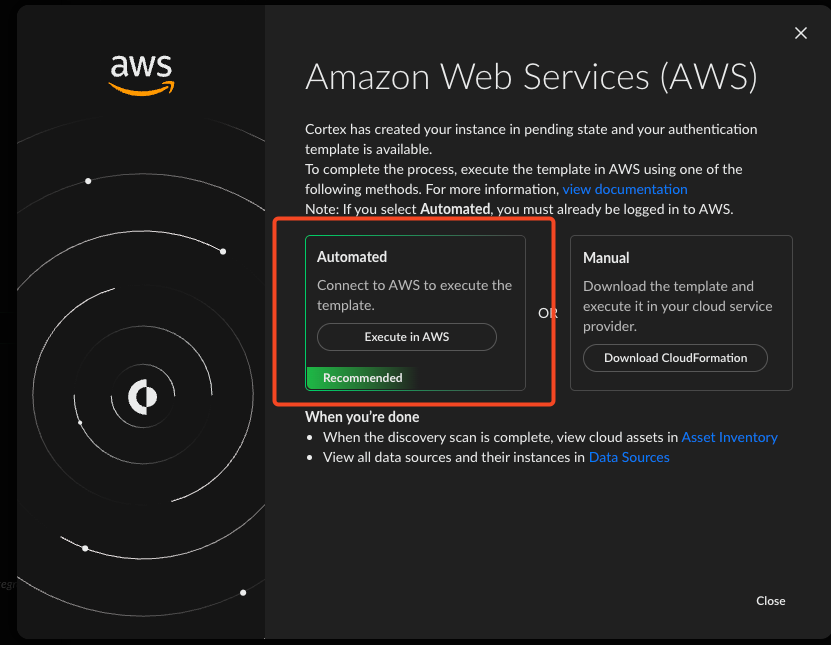 aws
Amazon Web Services (AWS)
Cortex has created your instance in pending state and your authentication
template is available.
To complete the process, execute the template in AWS using one of the
following methods. For more information, view documentation
Note: If you select Automated, you must already be logged in to AWS.
Automated
Connect to AWS to execute the
template.
Execute in AWS
Recommended
OR
Manual
Download the template and
execute it in your cloud service
provider.
Download CloudFormation
When you're done
When the discovery scan is complete, view cloud assets in Asset Inventory
View all data sources and their instances in Data Sources
Close